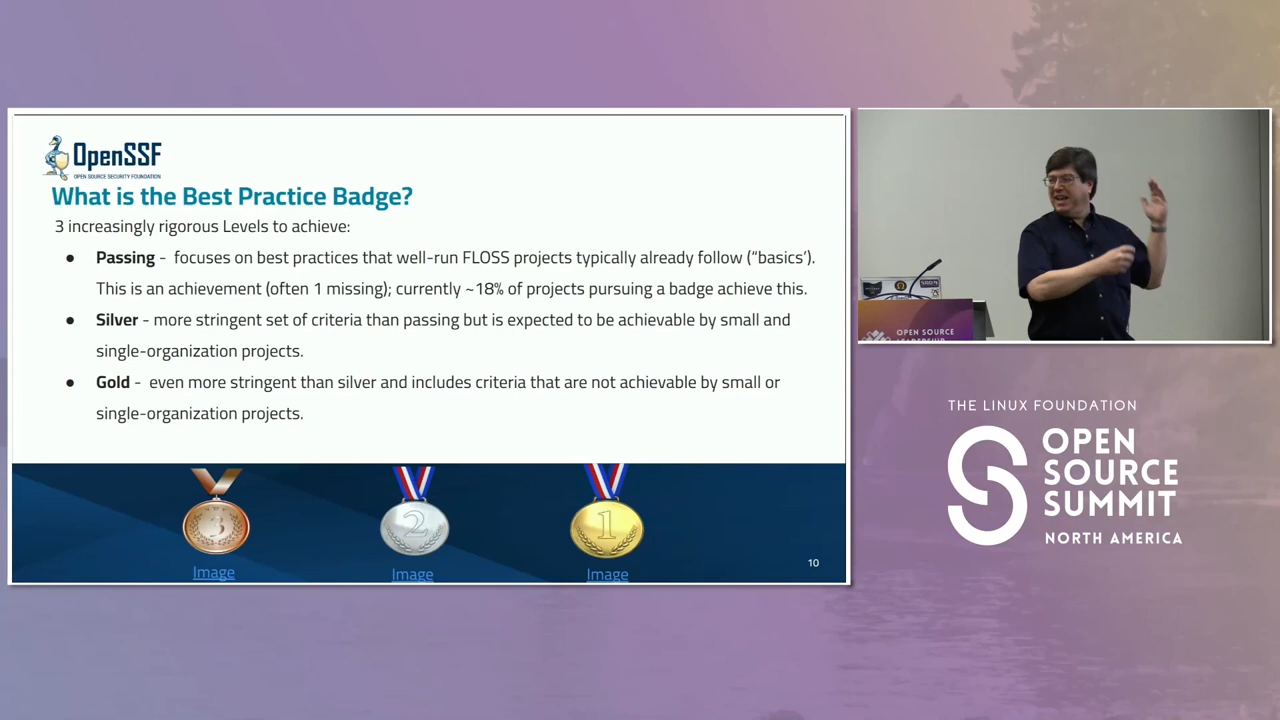 OpenSSF
OPEN SOURCE SECURITY FOUNDATION
What is the Best Practice Badge?
3 increasingly rigorous Levels to achieve:
● Passing - focuses on best practices that well-run FLOSS projects typically already follow (“basics’).
This is an achievement (often 1 missing); currently ~18% of projects pursuing a badge achieve this.
● Silver - more stringent set of criteria than passing but is expected to be achievable by small and
single-organization projects.
● Gold - even more stringent than silver and includes criteria that are not achievable by small or
single-organization projects.
3
2
1
Image
Image
Image
10
OPEN SOURCE
THE LINUX FOUNDATION
OPEN
SOURCE
SUMMIT
NORTH AMERICA